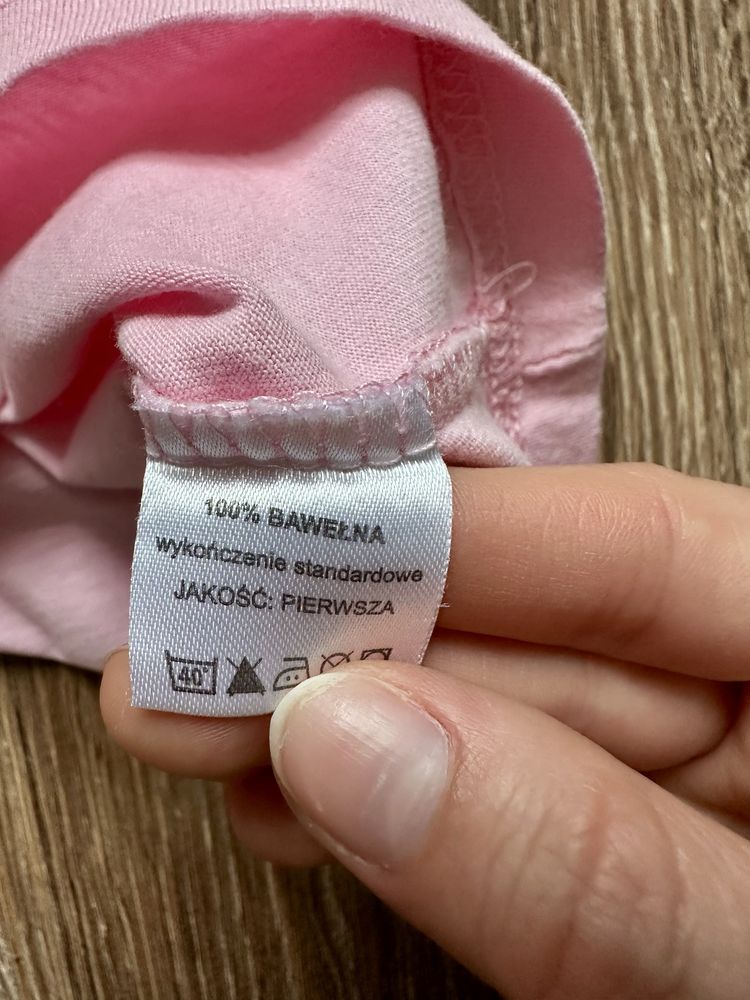 100% BAWEŁNA
wykończenie standardowe
JAKOŚĆ: PIERWSZA
40°